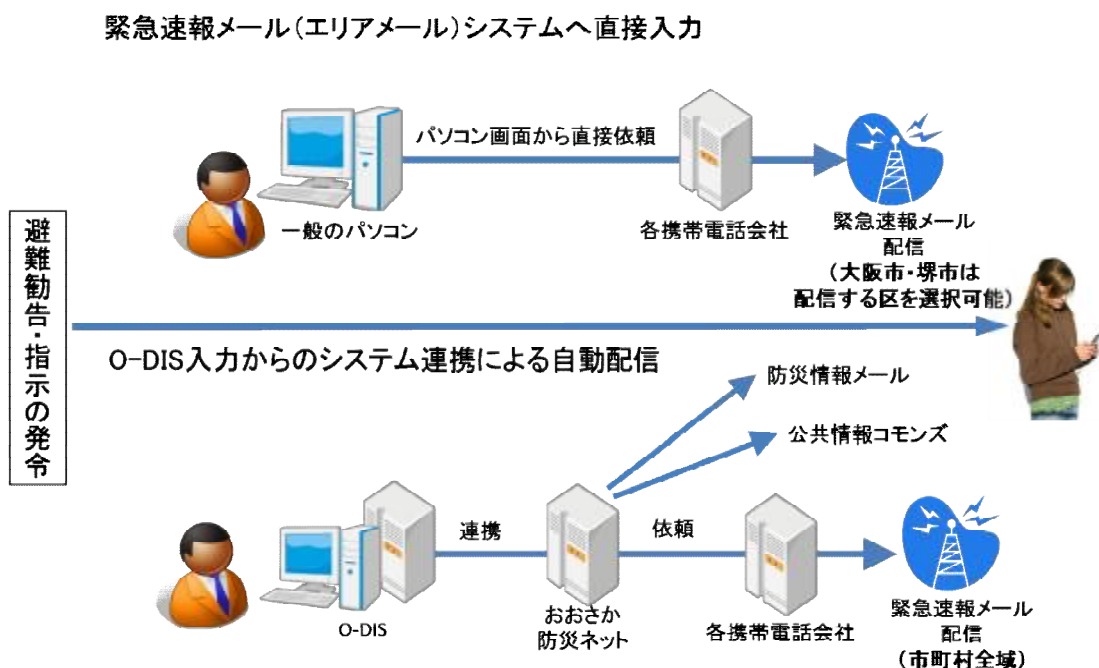 緊急速報メール(エリアメール)システムへ直接入力
パソコン画面から直接依頼
一般のパソコン
各携帯電話会社
緊急速報メール
配信
(大阪市・堺市は
配信する区を選択可能)
避難勧告・指示の発令
O-DIS入力からのシステム連携による自動配信
防災情報メール
公共情報コモンズ
連携
依頼
O-DIS
おおさか
防災ネット
各携帯電話会社
緊急速報メール
配信
(市町村全域)